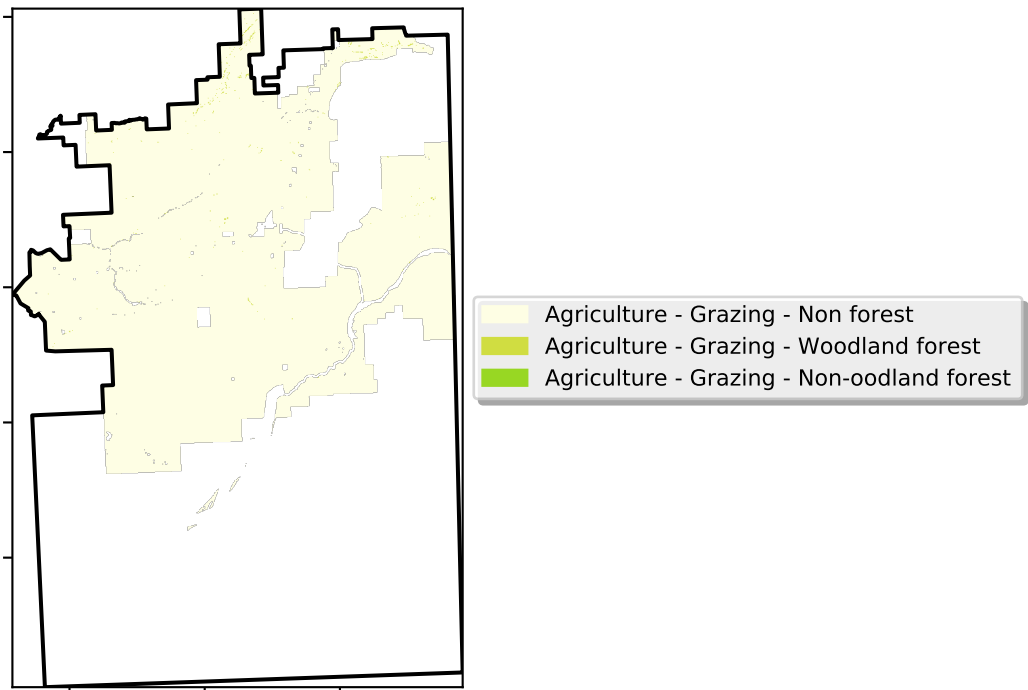 Agriculture - Grazing - Non forest
Agriculture - Grazing - Woodland forest
Agriculture - Grazing - Non-oodland forest